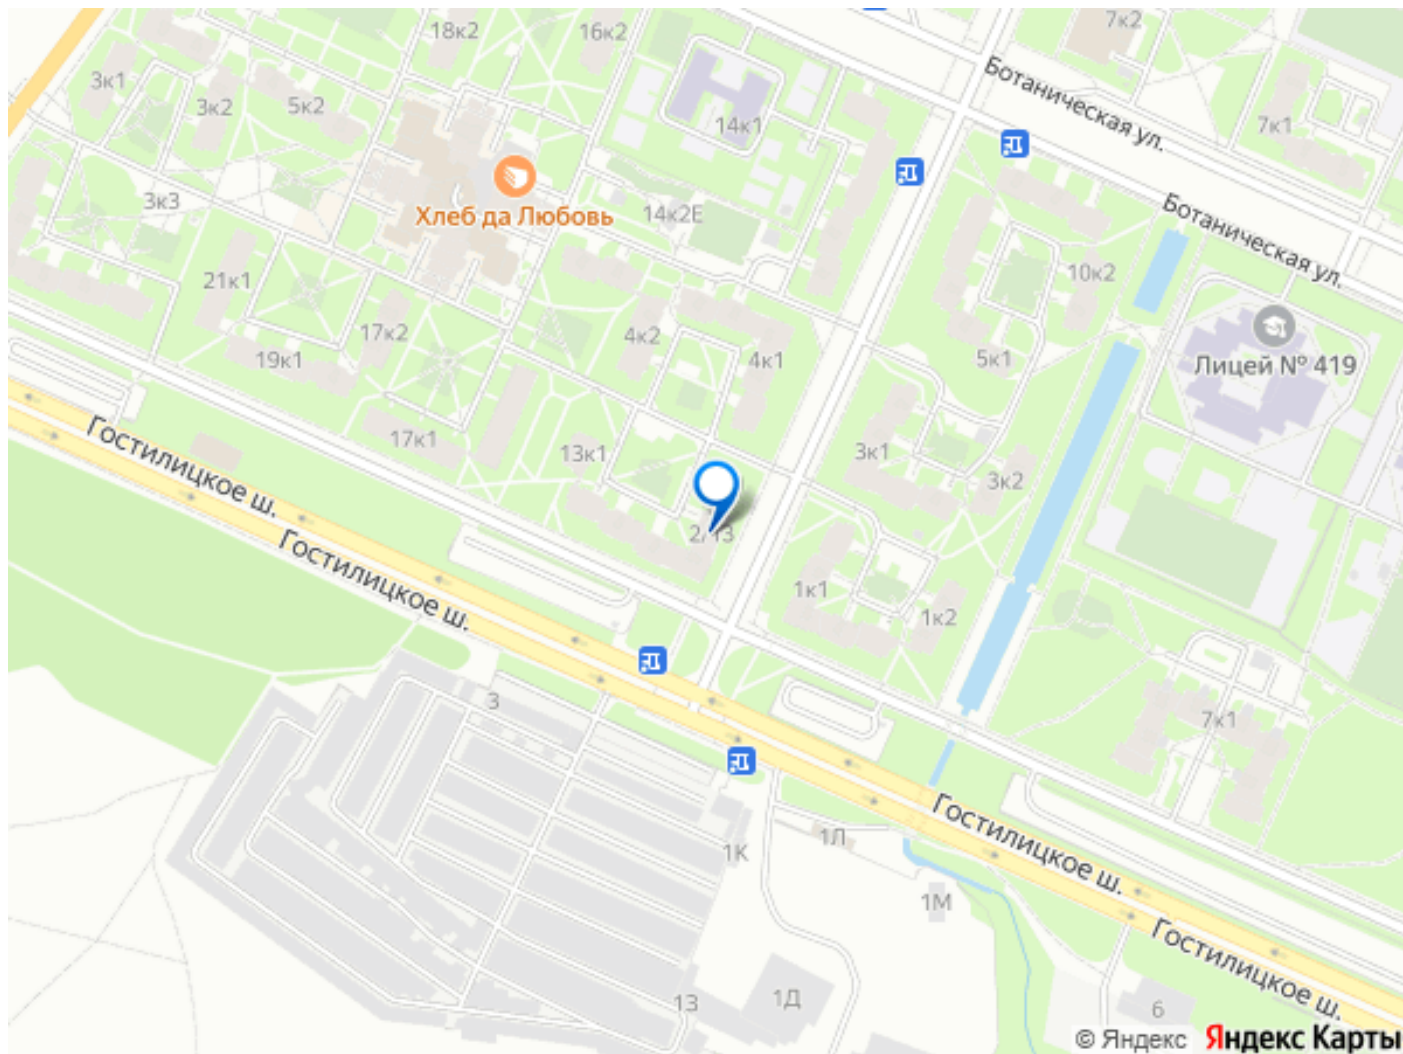 18к2
16к2
7к2
3к1
3к2
5к2
14к1
Ботаническая ул.
7к1
3к3
Хлеб да Любовь
14к2Е
Ботаническая ул.
21к1
10к2
17к2
4к2
19к1
4к1
5к1
Лицей № 419
17к1
13к1
3к1
3к2
Гостилицкое ш.
2/13
Гостилицкое ш.
1к1
1к2
3
7к1
Гостилицкое ш.
1К
1Л
1М
Гостилицкое ш.
13
1Д
6
© Яндекс Яндекс Карты